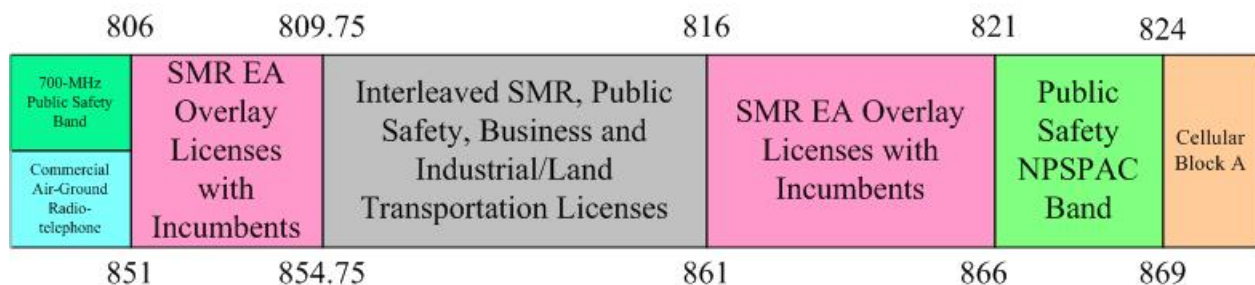 806
809.75
816
821
824
700-MHz
Public Safety
Band
Commercial
Air-Ground
Radio-
telephone
SMR EA
Overlay
Licenses
with
Incumbents
Interleaved SMR, Public
Safety, Business and
Industrial/Land
Transportation Licenses
SMR EA Overlay
Licenses with
Incumbents
Public
Safety
NPSPAC
Band
Cellular
Block A
851
854.75
861
866
869